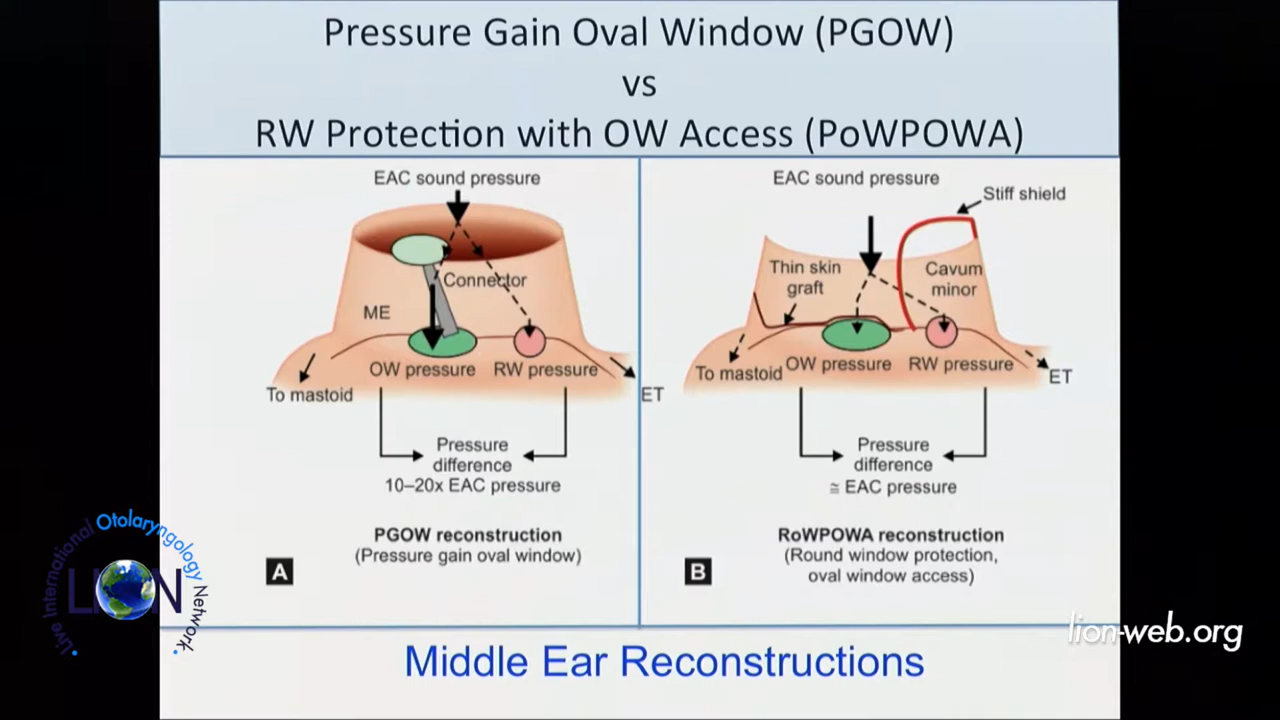 Pressure Gain Oval Window (PGOW)
vs
RW Protection with OW Access (PoWPOWA)
EAC sound pressure
Connector
ME
OW pressure
RW pressure
To mastoid
ET
Pressure
difference
10–20x EAC pressure
PGOW reconstruction
(Pressure gain oval window)
A
EAC sound pressure
Stiff shield
Thin skin
graft
Cavum
minor
To mastoid
OW pressure
RW pressure
ET
Pressure
difference
≅ EAC pressure
RoWPOWA reconstruction
(Round window protection,
oval window access)
B
Live International Otolaryngology Network
LION
lion-web.org
Middle Ear Reconstructions